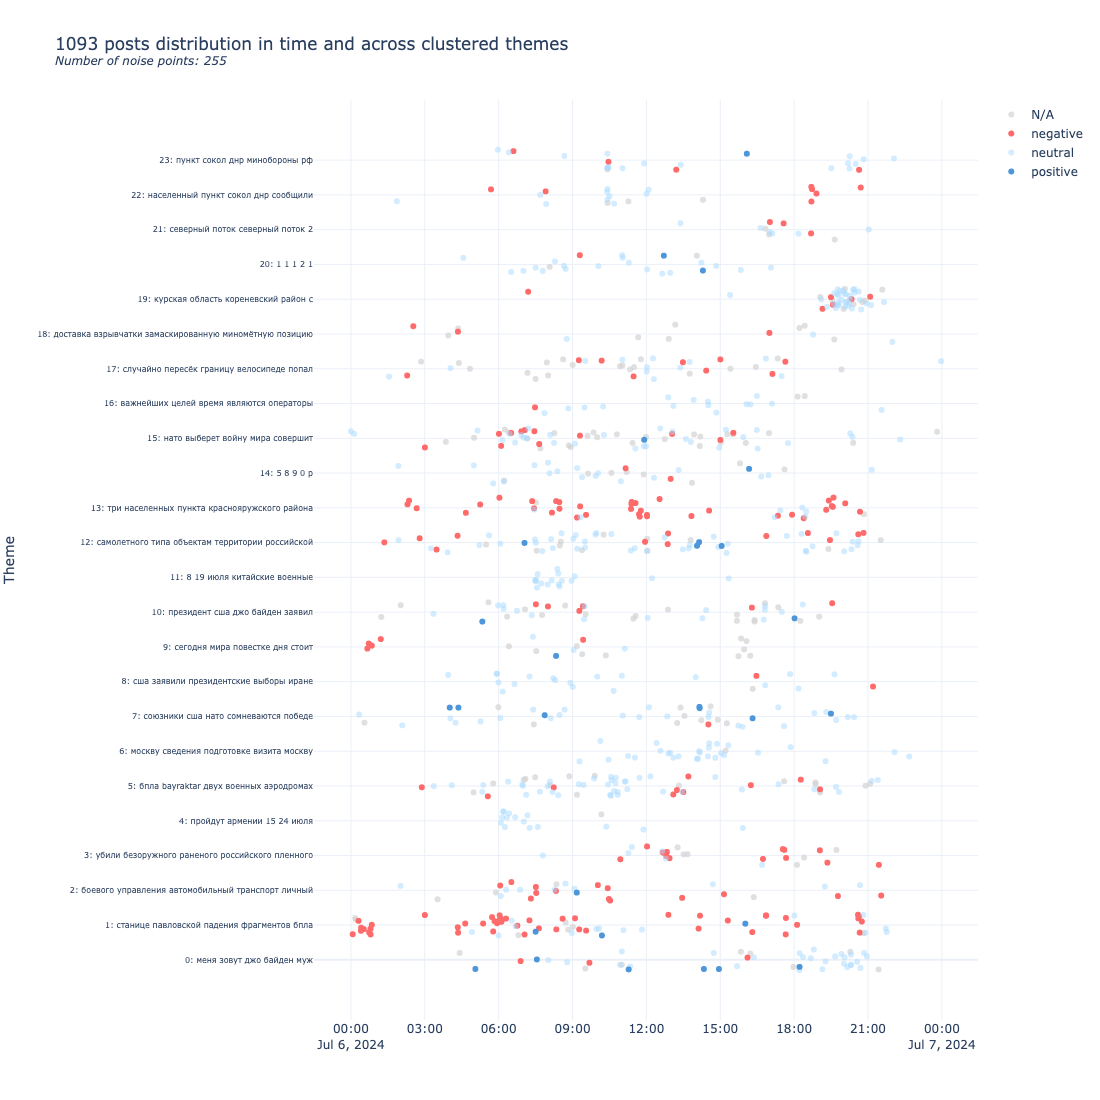 1093 posts distribution in time and across clustered themes
Number of noise points: 255
N/A
negative
neutral
positive
Theme
23: пункт сокол днр минобороны рф
22: населенный пункт сокол днр сообщили
21: северный поток северный поток 2
20: 1 1 1 2 1
19: курская область кореневский район с
18: доставка взрывчатки замаскированную миномётную позицию
17: случайно пересёк границу велосипеде попал
16: важнейших целей время являются операторы
15: нато выберет войну мира совершит
14: 5 8 9 0 р
13: три населенных пункта краснояружского района
12: самолетного типа объектам территории российской
11: 8 19 июля китайские военные
10: президент сша джо байден заявил
9: сегодня мира повестке дня стоит
8: сша заявили президентские выборы иране
7: союзники сша нато сомневаются победе
6: москву сведения подготовке визита москву
5: бпла bayraktar двух военных аэродромах
4: пройдут армении 15 24 июля
3: убили безоружного раненого российского пленного
2: боевого управления автомобильный транспорт личный
1: станице павловской падения фрагментов бпла
0: меня зовут джо байден муж
00:00 03:00 06:00 09:00 12:00 15:00 18:00 21:00 00:00
Jul 6, 2024 Jul 7, 2024